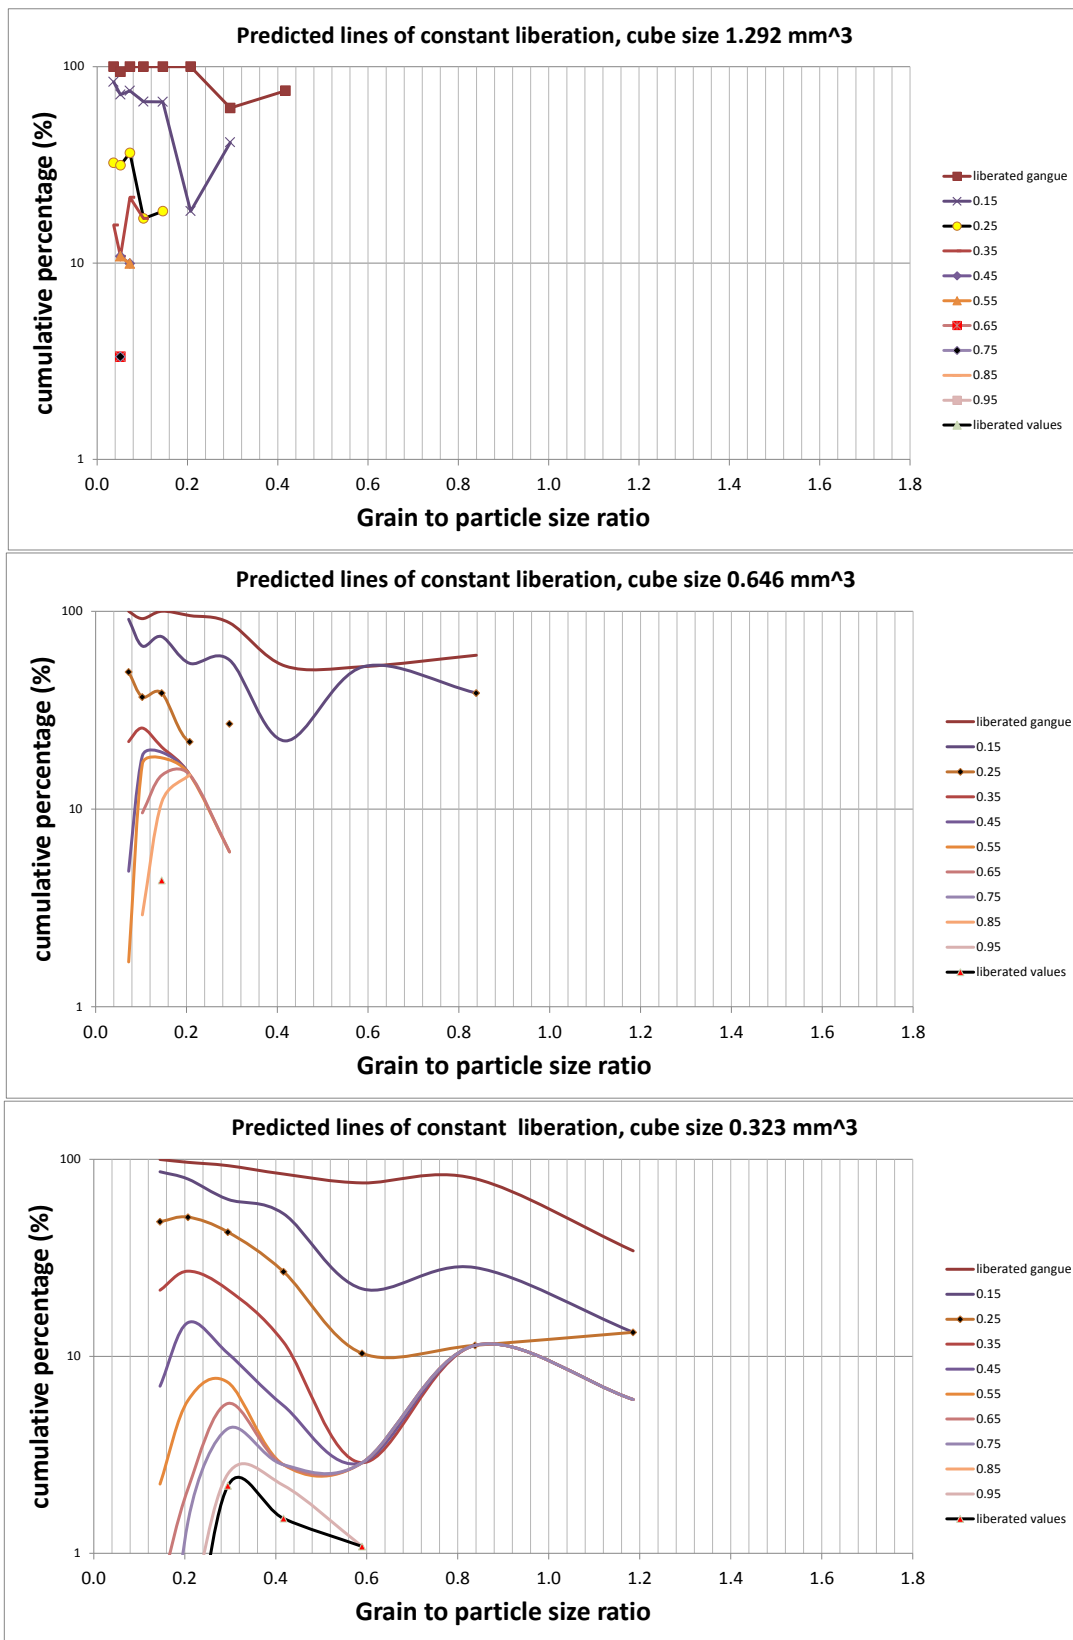 Predicted lines of constant liberation, cube size 1.292 mm^3
cumulative percentage (%)
100
10
1
0.0 0.2 0.4 0.6 0.8 1.0 1.2 1.4 1.6 1.8
Grain to particle size ratio
liberated gangue
0.15
0.25
0.35
0.45
0.55
0.65
0.75
0.85
0.95
liberated values
Predicted lines of constant liberation, cube size 0.646 mm^3
cumulative percentage (%)
100
10
1
0.0 0.2 0.4 0.6 0.8 1.0 1.2 1.4 1.6 1.8
Grain to particle size ratio
liberated gangue
0.15
0.25
0.35
0.45
0.55
0.65
0.75
0.85
0.95
liberated values
Predicted lines of constant  liberation, cube size 0.323 mm^3
cumulative percentage (%)
100
10
1
0.0 0.2 0.4 0.6 0.8 1.0 1.2 1.4 1.6 1.8
Grain to particle size ratio
liberated gangue
0.15
0.25
0.35
0.45
0.55
0.65
0.75
0.85
0.95
liberated values